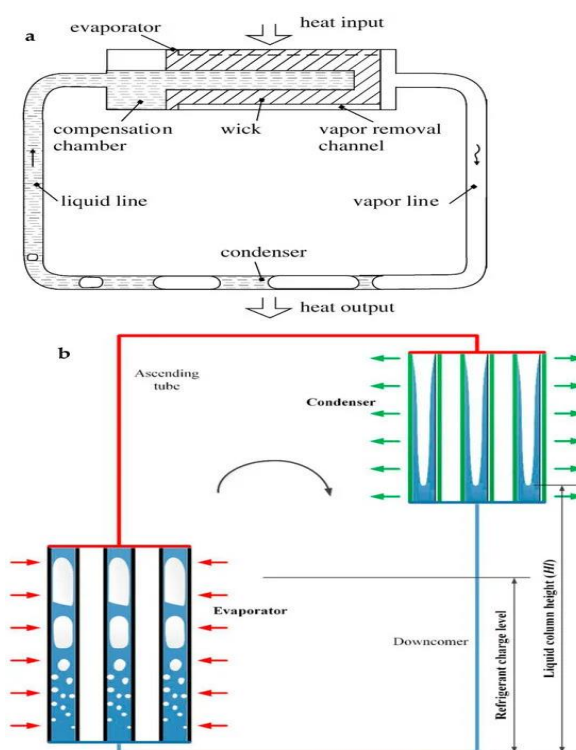 a
evaporator
heat input
compensation
chamber
wick
vapor removal
channel
liquid line
vapor line
condenser
heat output
b
Ascending
tube
Condenser
Evaporator
Downcomer
Refrigerant charge level
Liquid column height (Hl)